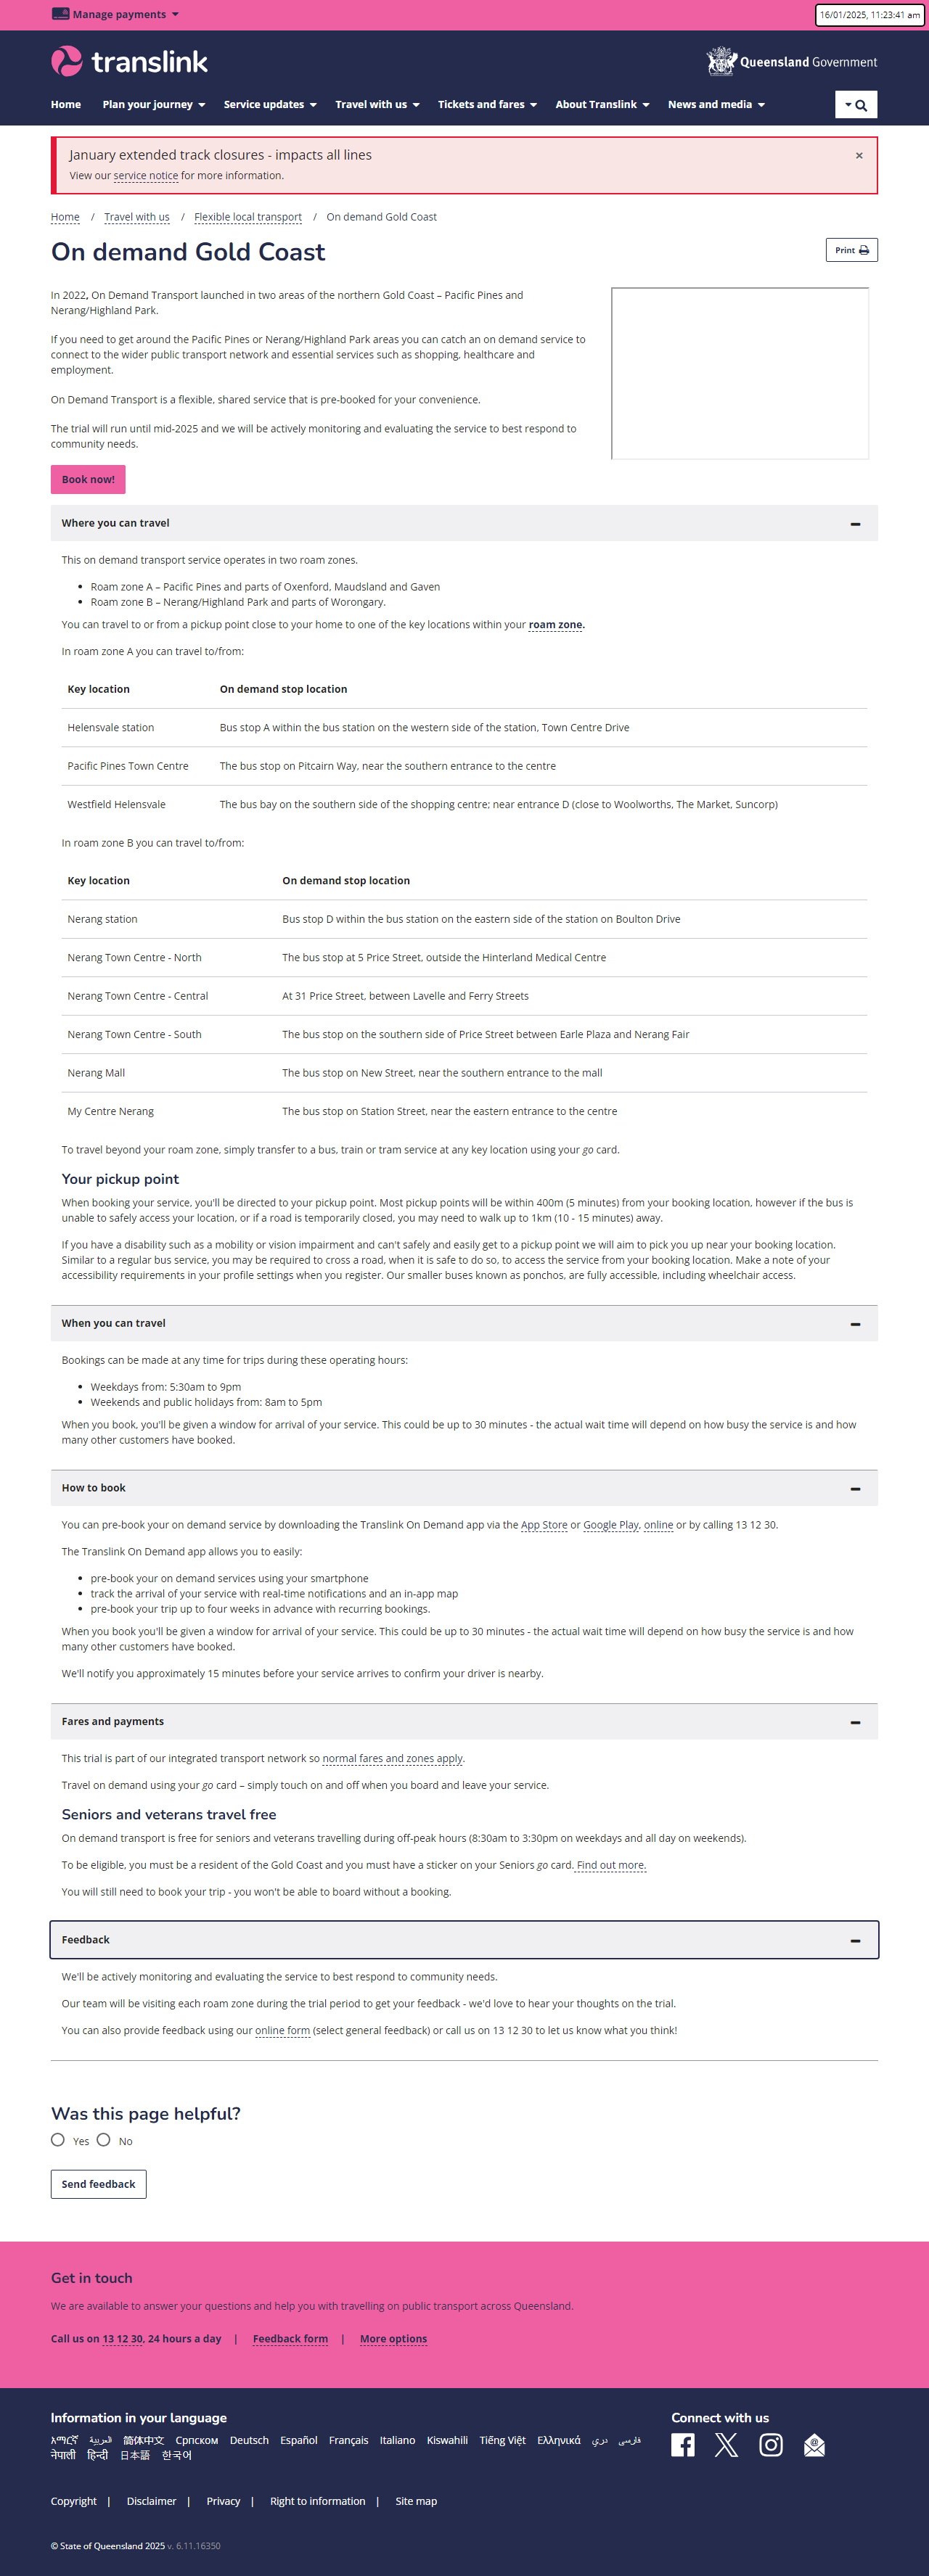 Manage payments
16/01/2025, 11:23:41 am
translink
Queensland Government
Home Plan your journey Service updates Travel with us Tickets and fares About Translink News and media
January extended track closures - impacts all lines
×
View our service notice for more information.
Home / Travel with us / Flexible local transport / On demand Gold Coast
On demand Gold Coast
Print
In 2022, On Demand Transport launched in two areas of the northern Gold Coast – Pacific Pines and
Nerang/Highland Park.
If you need to get around the Pacific Pines or Nerang/Highland Park areas you can catch an on demand service to
connect to the wider public transport network and essential services such as shopping, healthcare and
employment.
On Demand Transport is a flexible, shared service that is pre-booked for your convenience.
The trial will run until mid-2025 and we will be actively monitoring and evaluating the service to best respond to
community needs.
Book now!
Where you can travel
This on demand transport service operates in two roam zones.
• Roam zone A – Pacific Pines and parts of Oxenford, Maudsland and Gaven
• Roam zone B – Nerang/Highland Park and parts of Worongary.
You can travel to or from a pickup point close to your home to one of the key locations within your roam zone.
In roam zone A you can travel to/from:
Key location On demand stop location
Helensvale station Bus stop A within the bus station on the western side of the station, Town Centre Drive
Pacific Pines Town Centre The bus stop on Pitcairn Way, near the southern entrance to the centre
Westfield Helensvale The bus bay on the southern side of the shopping centre; near entrance D (close to Woolworths, The Market, Suncorp)
In roam zone B you can travel to/from:
Key location On demand stop location
Nerang station Bus stop D within the bus station on the eastern side of the station on Boulton Drive
Nerang Town Centre - North The bus stop at 5 Price Street, outside the Hinterland Medical Centre
Nerang Town Centre - Central At 31 Price Street, between Lavelle and Ferry Streets
Nerang Town Centre - South The bus stop on the southern side of Price Street between Earle Plaza and Nerang Fair
Nerang Mall The bus stop on New Street, near the southern entrance to the mall
My Centre Nerang The bus stop on Station Street, near the eastern entrance to the centre
To travel beyond your roam zone, simply transfer to a bus, train or tram service at any key location using your go card.
Your pickup point
When booking your service, you'll be directed to your pickup point. Most pickup points will be within 400m (5 minutes) from your booking location, however if the bus is
unable to safely access your location, or if a road is temporarily closed, you may need to walk up to 1km (10 - 15 minutes) away.
If you have a disability such as a mobility or vision impairment and can't safely and easily get to a pickup point we will aim to pick you up near your booking location.
Similar to a regular bus service, you may be required to cross a road, when it is safe to do so, to access the service from your booking location. Make a note of your
accessibility requirements in your profile settings when you register. Our smaller buses known as ponchos, are fully accessible, including wheelchair access.
When you can travel
Bookings can be made at any time for trips during these operating hours:
• Weekdays from: 5:30am to 9pm
• Weekends and public holidays from: 8am to 5pm
When you book, you'll be given a window for arrival of your service. This could be up to 30 minutes - the actual wait time will depend on how busy the service is and how
many other customers have booked.
How to book
You can pre-book your on demand service by downloading the Translink On Demand app via the App Store or Google Play, online or by calling 13 12 30.
The Translink On Demand app allows you to easily:
• pre-book your on demand services using your smartphone
• track the arrival of your service with real-time notifications and an in-app map
• pre-book your trip up to four weeks in advance with recurring bookings.
When you book you'll be given a window for arrival of your service. This could be up to 30 minutes - the actual wait time will depend on how busy the service is and how
many other customers have booked.
We'll notify you approximately 15 minutes before your service arrives to confirm your driver is nearby.
Fares and payments
This trial is part of our integrated transport network so normal fares and zones apply.
Travel on demand using your go card – simply touch on and off when you board and leave your service.
Seniors and veterans travel free
On demand transport is free for seniors and veterans travelling during off-peak hours (8:30am to 3:30pm on weekdays and all day on weekends).
To be eligible, you must be a resident of the Gold Coast and you must have a sticker on your Seniors go card. Find out more.
You will still need to book your trip - you won't be able to board without a booking.
Feedback
We'll be actively monitoring and evaluating the service to best respond to community needs.
Our team will be visiting each roam zone during the trial period to get your feedback - we'd love to hear your thoughts on the trial.
You can also provide feedback using our online form (select general feedback) or call us on 13 12 30 to let us know what you think!
Was this page helpful?
Yes No
Send feedback
Get in touch
We are available to answer your questions and help you with travelling on public transport across Queensland.
Call us on 13 12 30, 24 hours a day | Feedback form | More options
Information in your language
Connect with us
አማርኛ العربية 简体中文 Српском Deutsch Español Français Italiano Kiswahili Tiếng Việt Ελληνικά دری فارسی
नेपाली हिन्दी 日本語 한국어
Copyright | Disclaimer | Privacy | Right to information | Site map
© State of Queensland 2025 v. 6.11.16350